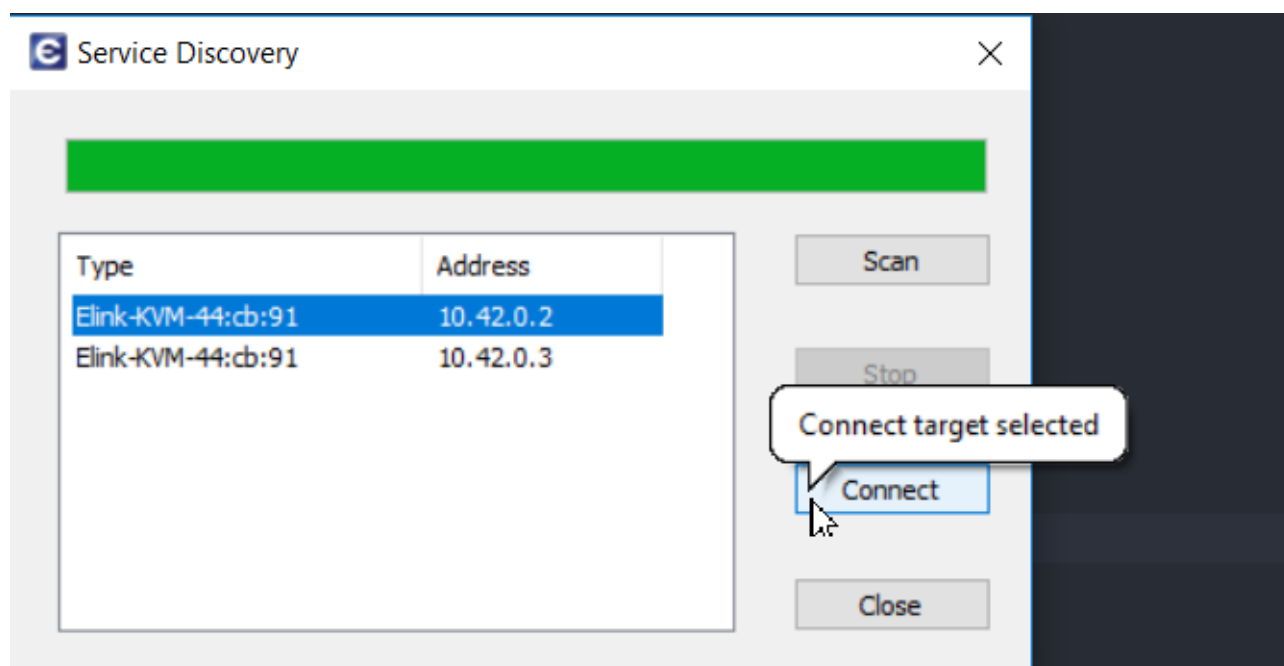 Service Discovery
Type Address
Elink-KVM-44:cb:91 10.42.0.2
Elink-KVM-44:cb:91 10.42.0.3
Scan
Stop
Connect target selected
Connect
Close